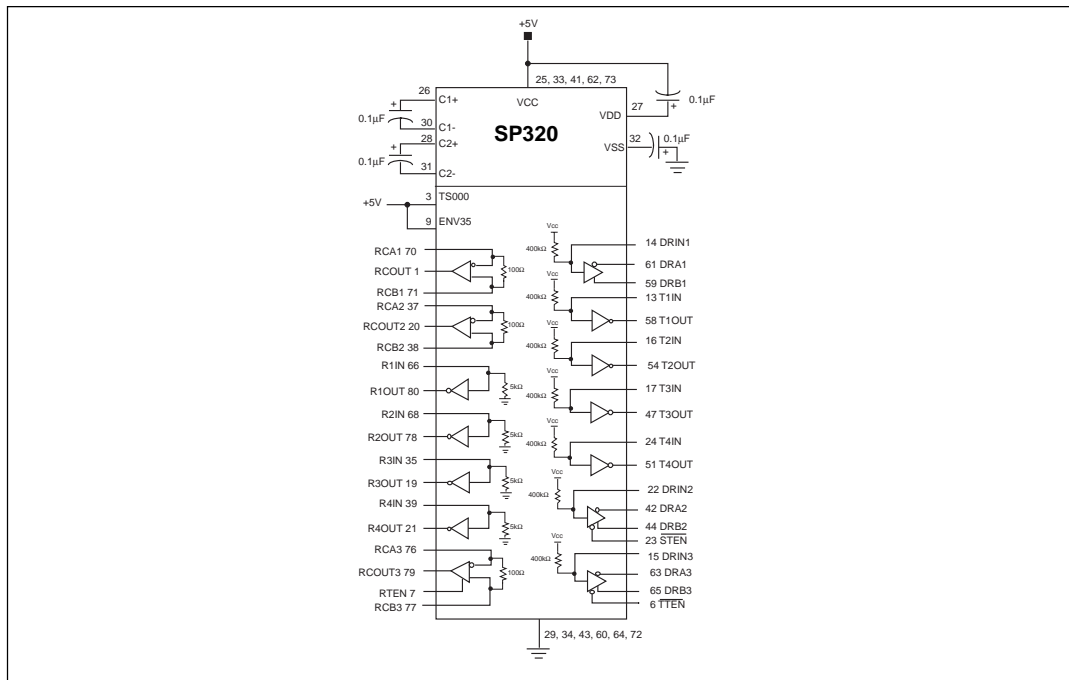 +5V
25, 33, 41, 62, 73
26
C1+
VCC
27
VDD
+
0.1µF
+
0.1µF
30
C1-
28
C2+
SP320
VSS
32
0.1µF
+
+
0.1µF
31
C2-
+5V
3
TS000
9
ENV35
RCA1 70
RCOUT 1
100Ω
RCB1 71
RCA2 37
RCOUT2 20
100Ω
RCB2 38
R1IN 66
5kΩ
R1OUT 80
R2IN 68
5kΩ
R2OUT 78
R3IN 35
5kΩ
R3OUT 19
R4IN 39
5kΩ
R4OUT 21
RCA3 76
RCOUT3 79
100Ω
RTEN 7
RCB3 77
Vcc
400kΩ
14 DRIN1
61 DRA1
59 DRB1
Vcc
400kΩ
13 T1IN
58 T1OUT
Vcc
400kΩ
16 T2IN
54 T2OUT
Vcc
400kΩ
17 T3IN
47 T3OUT
Vcc
400kΩ
24 T4IN
51 T4OUT
Vcc
400kΩ
22 DRIN2
42 DRA2
44 DRB2
23 STEN
Vcc
400kΩ
15 DRIN3
63 DRA3
65 DRB3
6 TTEN
29, 34, 43, 60, 64, 72